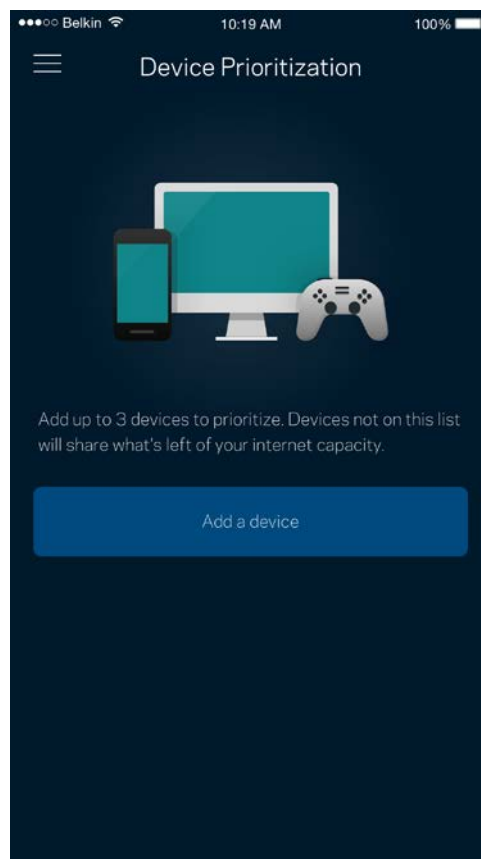 Belkin 10:19 AM 100%
Device Prioritization
Add up to 3 devices to prioritize. Devices not on this list
will share what's left of your internet capacity.
Add a device